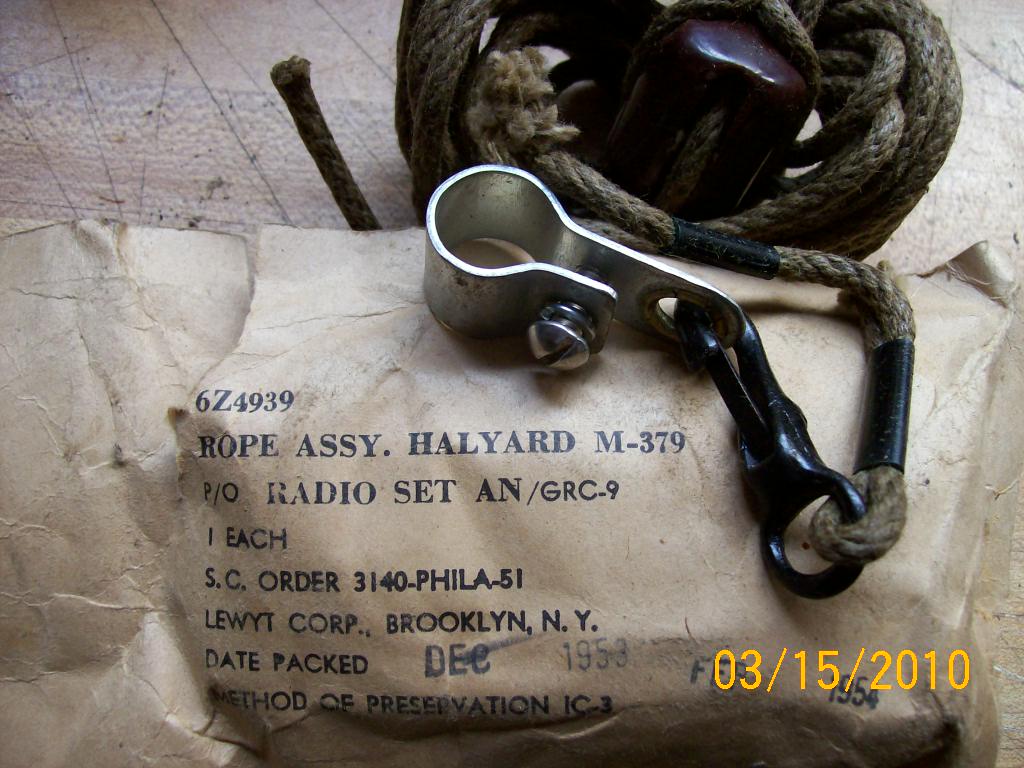 6Z4939
ROPE ASSY. HALYARD M-379
P/O RADIO SET AN/GRC-9
1 EACH
S.C. ORDER 3140-PHILA-51
LEWYT CORP., BROOKLYN, N.Y.
DATE PACKED DEC 1953 1954
METHOD OF PRESERVATION IC-3
03/15/2010